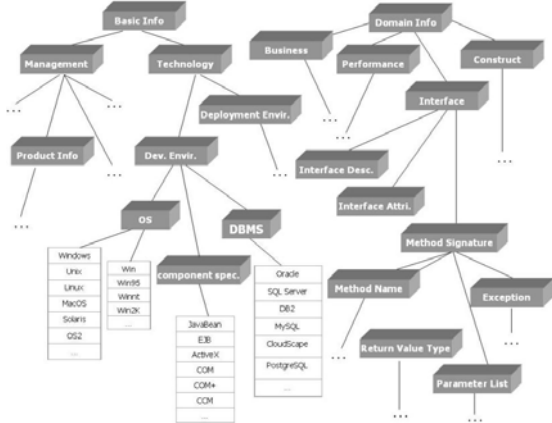 Basic Info
Domain Info
Management
Technology
Business
Performance
Construct
Interface
...
...
...
...
...
...
Product Info
Dev. Envir.
Deployment Envir.
...
...
Interface Desc.
Interface Attri.
...
...
OS
DBMS
component spec.
Method Signature
Method Name
Exception
Return Value Type
Parameter List
...
...
...
...
Windows
Unix
Linux
MacOS
Solaris
OS2
....
Win
Win95
Winnt
Win2K
...
JavaBean
EJB
ActiveX
COM
COM+
CCM
...
Oracle
SQL Server
DB2
MySQL
CloudScape
PostgreSQL
...